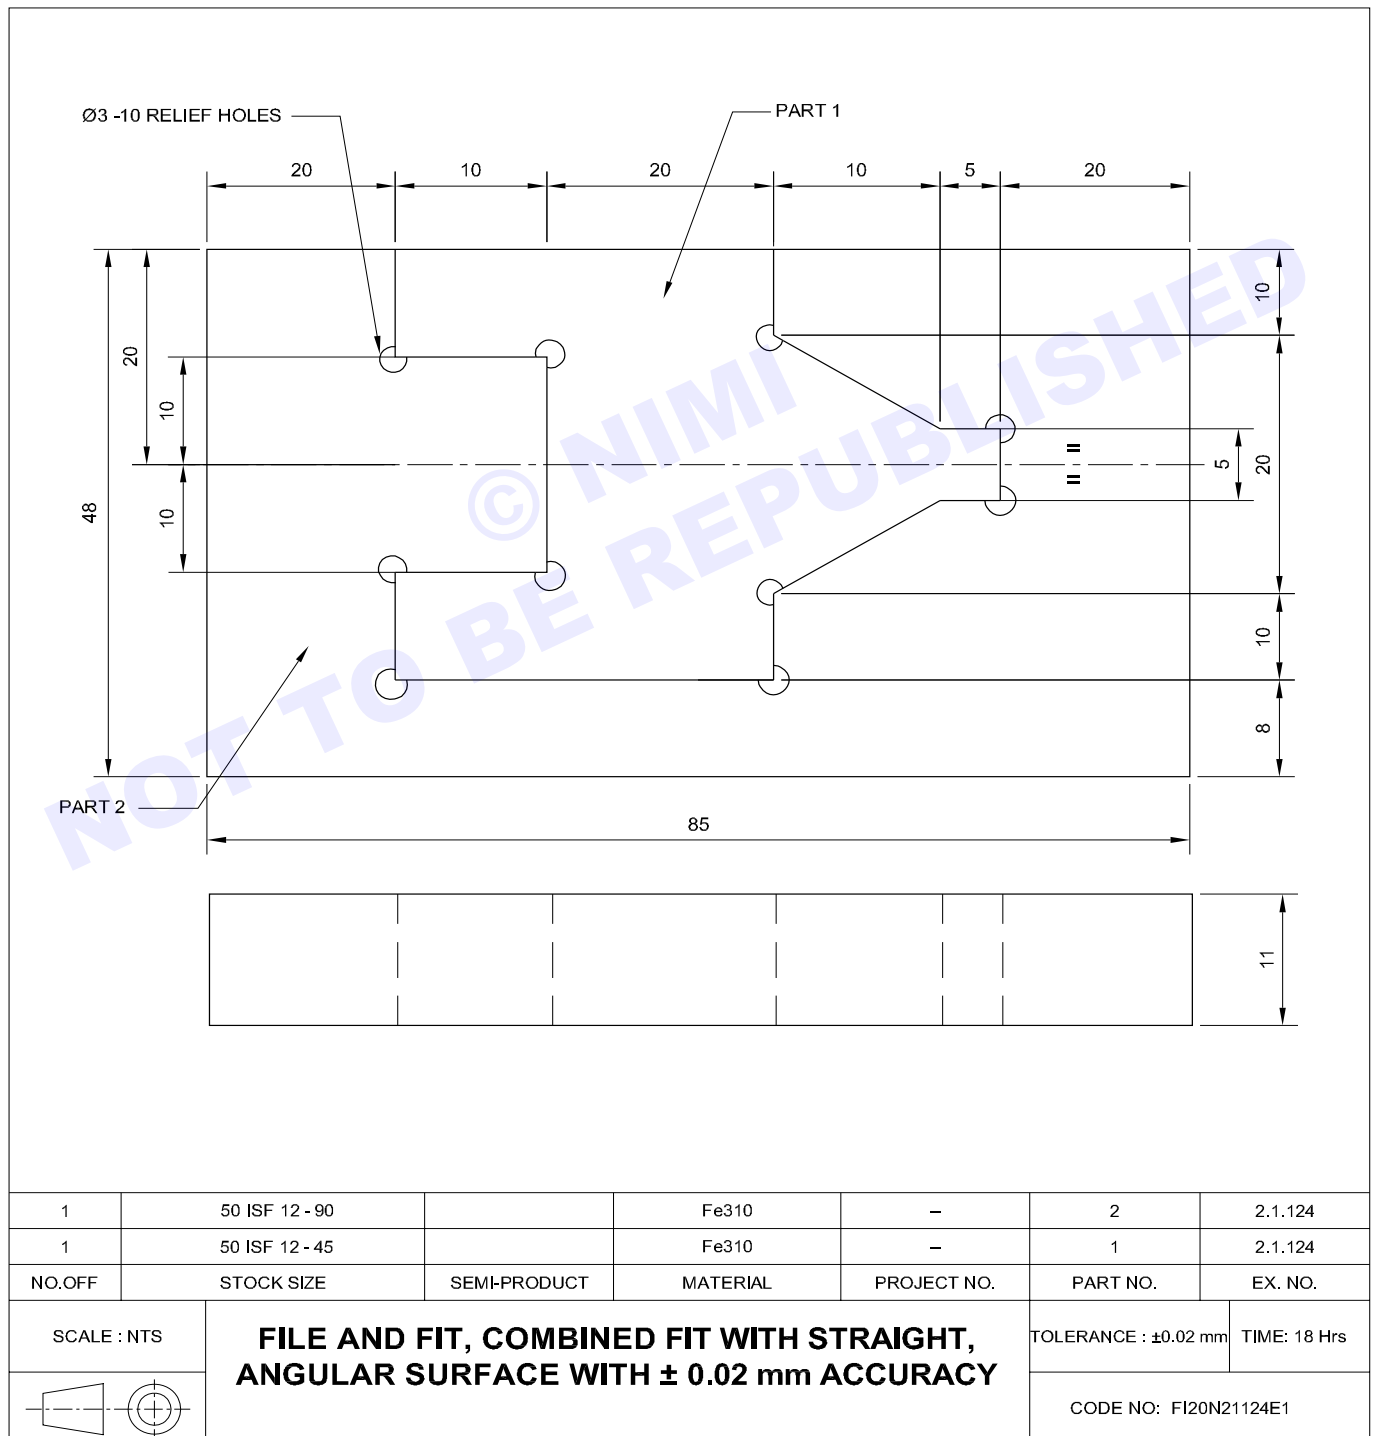 Ø3 -10 RELIEF HOLES
PART 1
20
10
20
10
5
20
48
20
10
10
10
20
5
10
8
© NIMI
NOT TO BE REPUBLISHED
=
=
PART 2
85
11
1 50 ISF 12 - 90 Fe310 – 2 2.1.124
1 50 ISF 12 - 45 Fe310 – 1 2.1.124
NO.OFF STOCK SIZE SEMI-PRODUCT MATERIAL PROJECT NO. PART NO. EX. NO.
SCALE : NTS
FILE AND FIT, COMBINED FIT WITH STRAIGHT,
ANGULAR SURFACE WITH ± 0.02 mm ACCURACY
TOLERANCE : ±0.02 mm
TIME: 18 Hrs
CODE NO: FI20N21124E1